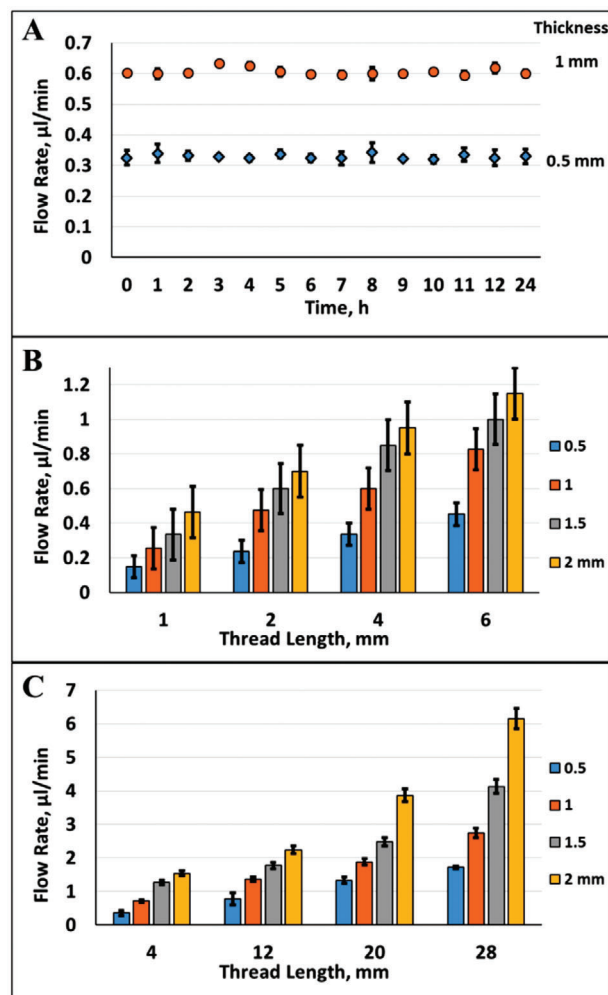 A
Thickness
1 mm
0.5 mm
Flow Rate, µl/min
0.7
0.6
0.5
0.4
0.3
0.2
0.1
0
0 1 2 3 4 5 6 7 8 9 10 11 12 24
Time, h
B
Flow Rate, µl/min
1.2
1
0.8
0.6
0.4
0.2
0
1 2 4 6
Thread Length, mm
0.5
1
1.5
2 mm
C
Flow Rate, µl/min
7
6
5
4
3
2
1
0
4 12 20 28
Thread Length, mm
0.5
1
1.5
2 mm